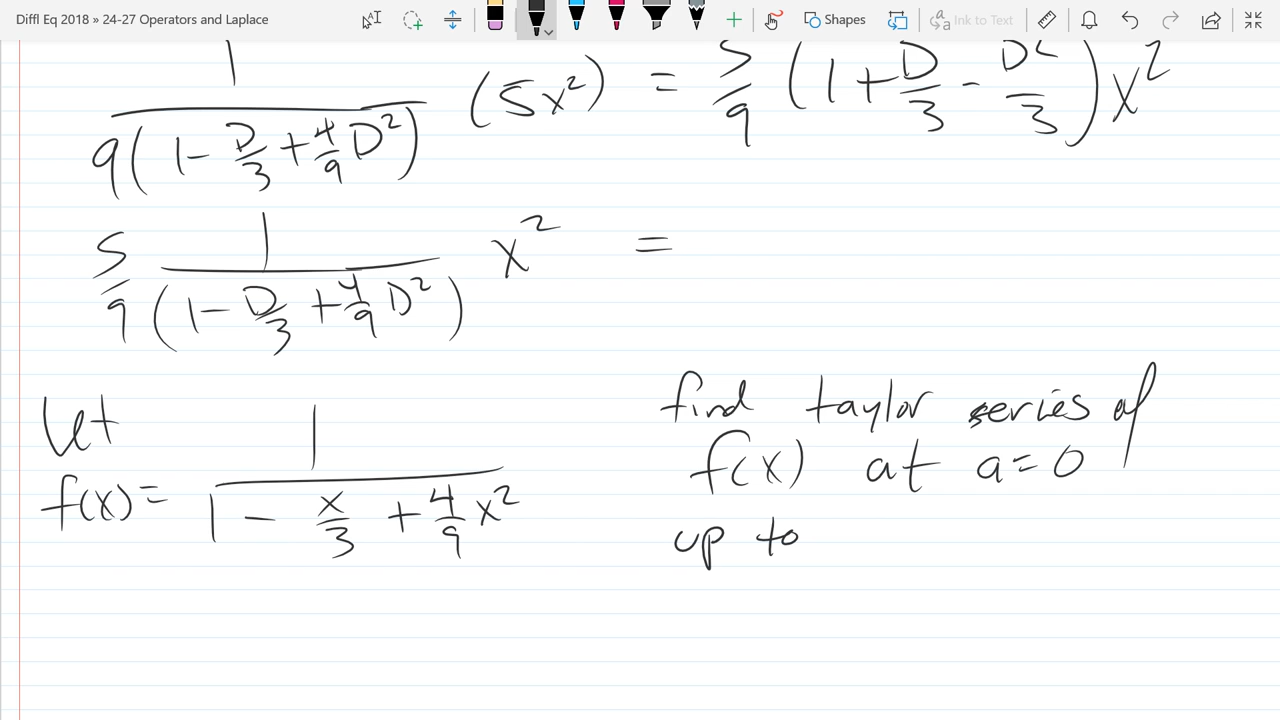 Diffl Eq 2018 » 24-27 Operators and Laplace
Shapes
Ink to Text
1/(9(1 - D/3 + 4/9 D²)) (5x²) = 5/9 (1 + D/3 - D²/3) x²
5/9 1/(1 - D/3 + 4/9 D²) x² =
Let
f(x) = 1/(1 - x/3 + 4/9 x²)
find taylor series of
f(x) at a=0
up to